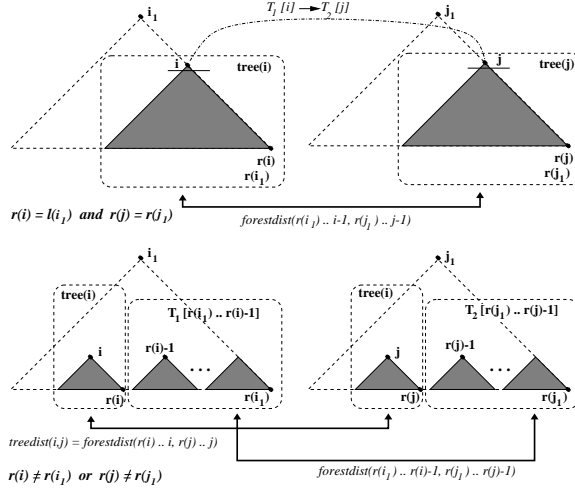 i1
T1 [i] → T2 [j]
j1
i
tree(i)
j
tree(j)
r(i)
r(i1)
r(j)
r(j1)
r(i) = l(i1) and r(j) = r(j1)
forestdist(r(i1) .. i-1, r(j1) .. j-1)
i1
j1
tree(i)
T1 [r(i1) .. r(i)-1]
tree(i)
T2 [r(j1) .. r(j)-1]
i
r(i)-1
j
r(j)-1
...
...
r(i)
r(i1)
r(j)
r(j1)
treedist(i,j) = forestdist(r(i) .. i, r(j) .. j)
forestdist(r(i1) .. r(i)-1, r(j1) .. r(j)-1)
r(i) ≠ r(i1) or r(j) ≠ r(j1)